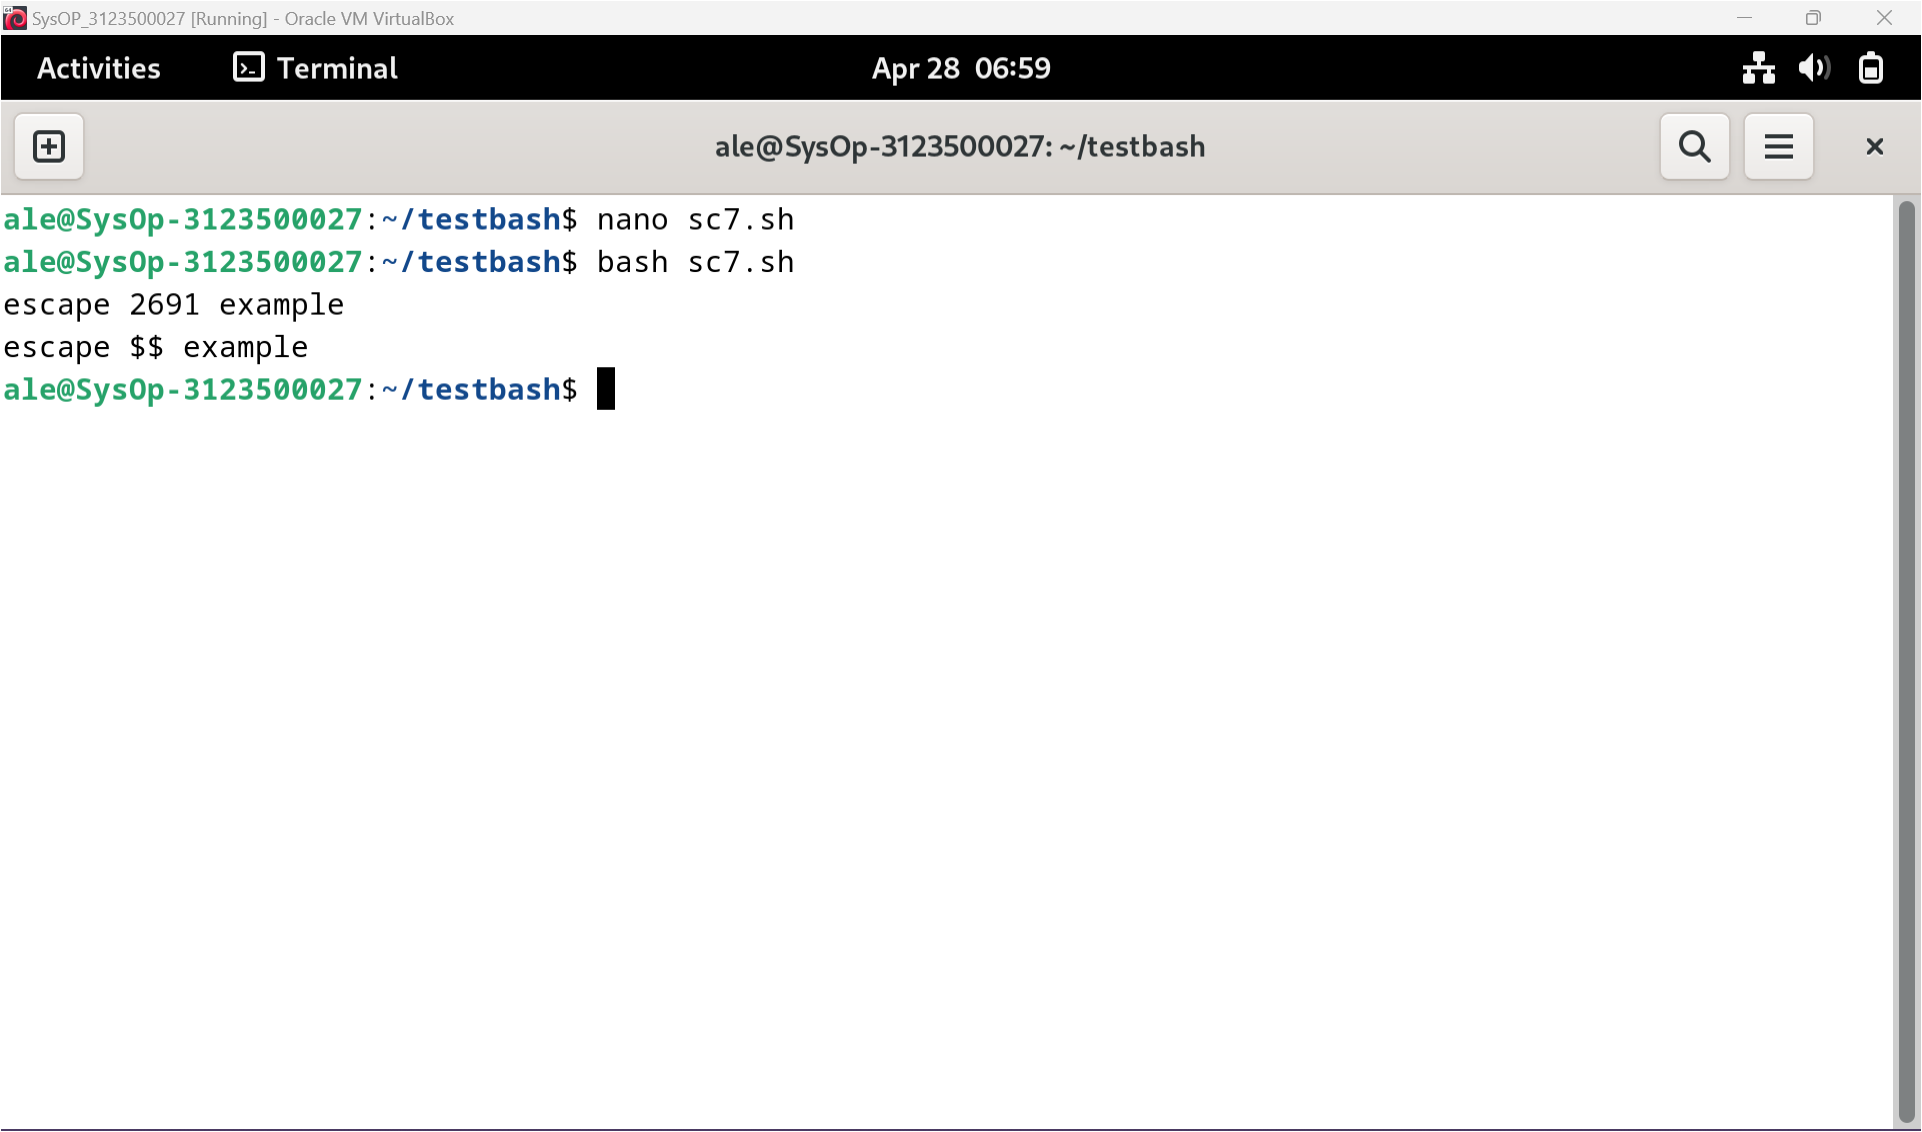 SysOP_3123500027 [Running] - Oracle VM VirtualBox
Activities Terminal Apr 28 06:59
ale@SysOp-3123500027: ~/testbash
ale@SysOp-3123500027:~/testbash$ nano sc7.sh
ale@SysOp-3123500027:~/testbash$ bash sc7.sh
escape 2691 example
escape $$ example
ale@SysOp-3123500027:~/testbash$